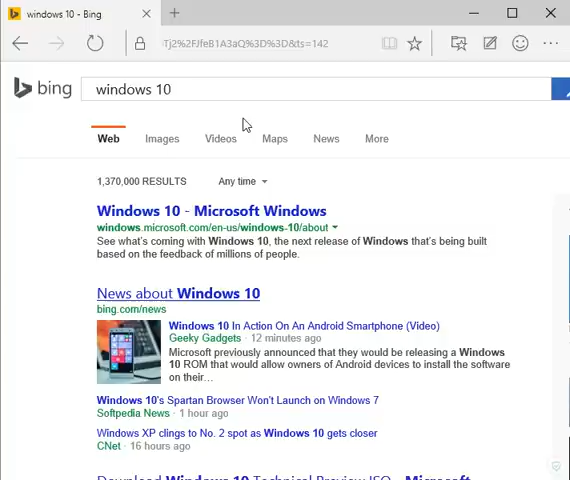 windows 10 - Bing
Tj2%2FJfeB1A3aQ%3D%3D&ts=142
bing
windows 10
Web Images Videos Maps News More
1,370,000 RESULTS Any time
Windows 10 - Microsoft Windows
windows.microsoft.com/en-us/windows-10/about
See what's coming with Windows 10, the next release of Windows that's being built
based on the feedback of millions of people.
News about Windows 10
bing.com/news
Windows 10 In Action On An Android Smartphone (Video)
Geeky Gadgets · 12 minutes ago
Microsoft previously announced that they would be releasing a Windows
10 ROM that would allow owners of Android devices to install the software
on their...
Windows 10's Spartan Browser Won't Launch on Windows 7
Softpedia News · 1 hour ago
Windows XP clings to No. 2 spot as Windows 10 gets closer
CNet · 16 hours ago
Download Windows 10 Technical Preview ISO - Microsoft